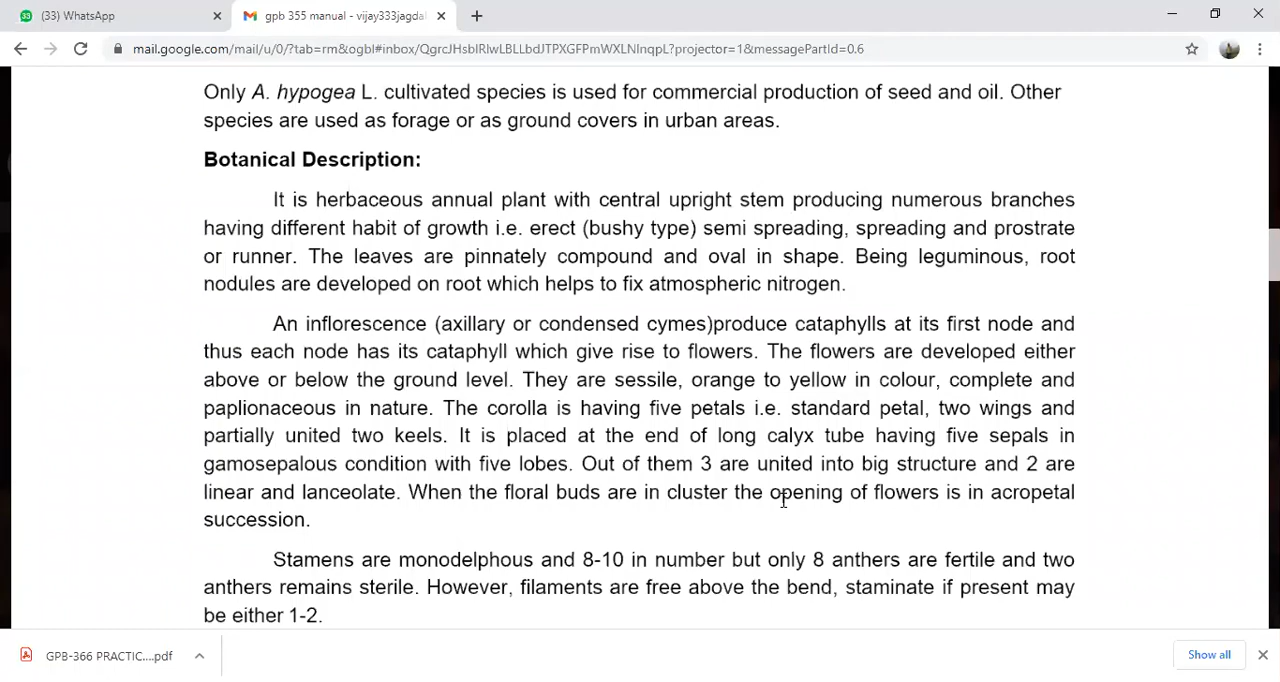 (33) WhatsApp
gpb 355 manual - vijay333jagdal
mail.google.com/mail/u/0/?tab=rm&ogbl#inbox/QgrcJHsblRlwLBLLbdJTPXGFPmWXLNlnqpL?projector=1&messagePartId=0.6
Only A. hypogea L. cultivated species is used for commercial production of seed and oil. Other
species are used as forage or as ground covers in urban areas.
Botanical Description:
It is herbaceous annual plant with central upright stem producing numerous branches
having different habit of growth i.e. erect (bushy type) semi spreading, spreading and prostrate
or runner. The leaves are pinnately compound and oval in shape. Being leguminous, root
nodules are developed on root which helps to fix atmospheric nitrogen.
An inflorescence (axillary or condensed cymes)produce cataphylls at its first node and
thus each node has its cataphyll which give rise to flowers. The flowers are developed either
above or below the ground level. They are sessile, orange to yellow in colour, complete and
paplionaceous in nature. The corolla is having five petals i.e. standard petal, two wings and
partially united two keels. It is placed at the end of long calyx tube having five sepals in
gamosepalous condition with five lobes. Out of them 3 are united into big structure and 2 are
linear and lanceolate. When the floral buds are in cluster the opening of flowers is in acropetal
succession.
Stamens are monodelphous and 8-10 in number but only 8 anthers are fertile and two
anthers remains sterile. However, filaments are free above the bend, staminate if present may
be either 1-2.
GPB-366 PRACTIC....pdf
Show all